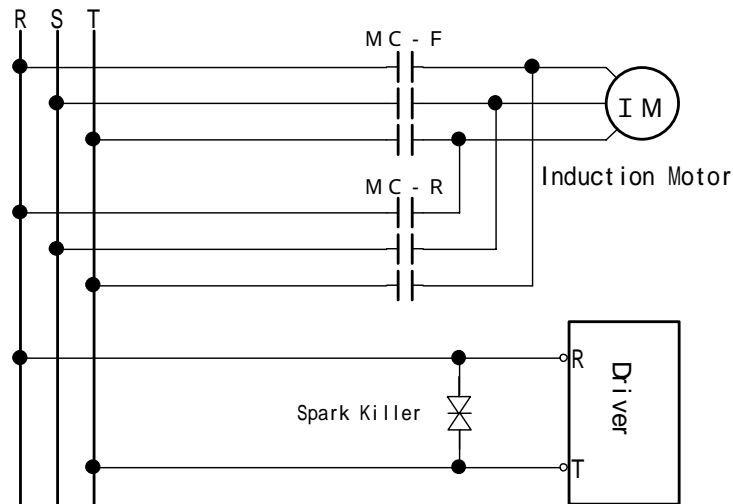 R S T
MC-F
IM
Induction Motor
MC-R
R
Driver
Spark Killer
T